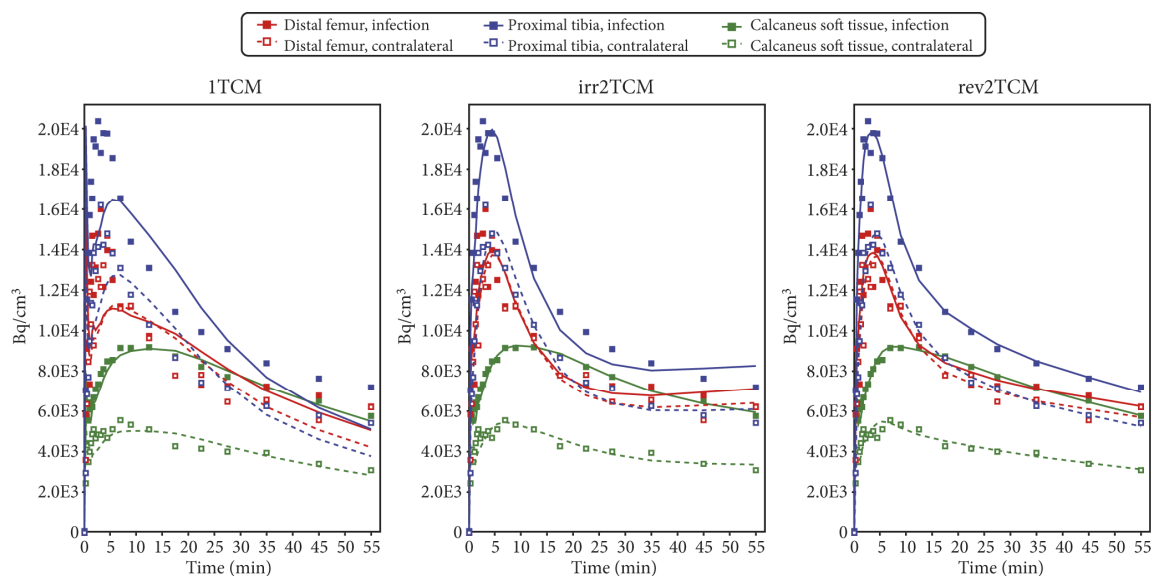 Distal femur, infection
Proximal tibia, infection
Calcaneus soft tissue, infection
Distal femur, contralateral
Proximal tibia, contralateral
Calcaneus soft tissue, contralateral
1TCM
irr2TCM
rev2TCM
Bq/cm³
2.0E4
1.8E4
1.6E4
1.4E4
1.2E4
1.0E4
8.0E3
6.0E3
4.0E3
2.0E3
0
0 5 10 15 20 25 30 35 40 45 50 55
Time (min)
Bq/cm³
2.0E4
1.8E4
1.6E4
1.4E4
1.2E4
1.0E4
8.0E3
6.0E3
4.0E3
2.0E3
0
0 5 10 15 20 25 30 35 40 45 50 55
Time (min)
Bq/cm³
2.0E4
1.8E4
1.6E4
1.4E4
1.2E4
1.0E4
8.0E3
6.0E3
4.0E3
2.0E3
0
0 5 10 15 20 25 30 35 40 45 50 55
Time (min)